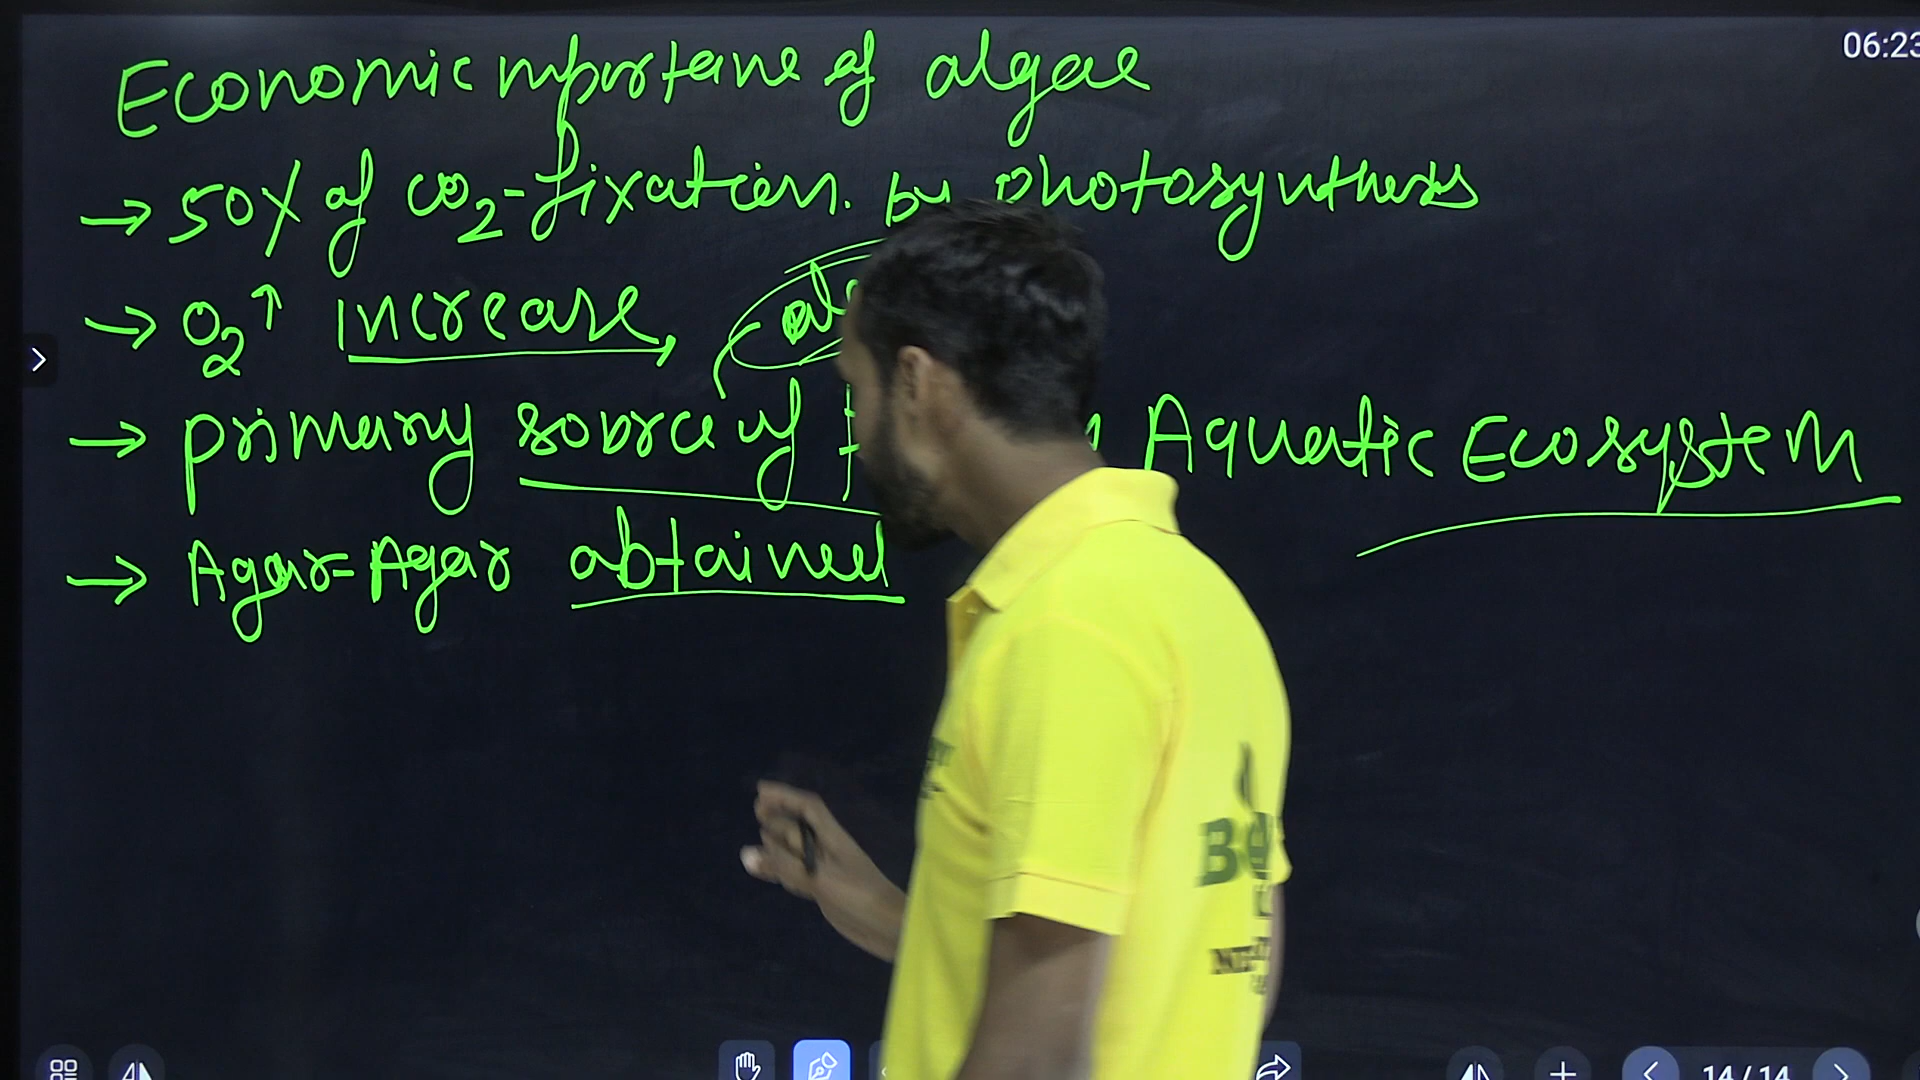 Economic mportane of algae
06:23
→ 50% of CO2-fixation. by photosynthesis
→ O2↑ increase,
→ primary source of Aquatic Ecosystem
→ Agar-Agar obtained
14/14